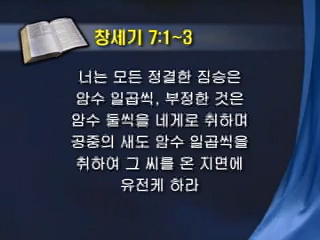 창세기 7:1~3
너는 모든 정결한 짐승은
암수 일곱씩, 부정한 것은
암수 둘씩을 네게로 취하며
공중의 새도 암수 일곱씩을
취하여 그 씨를 온 지면에
유전케 하라